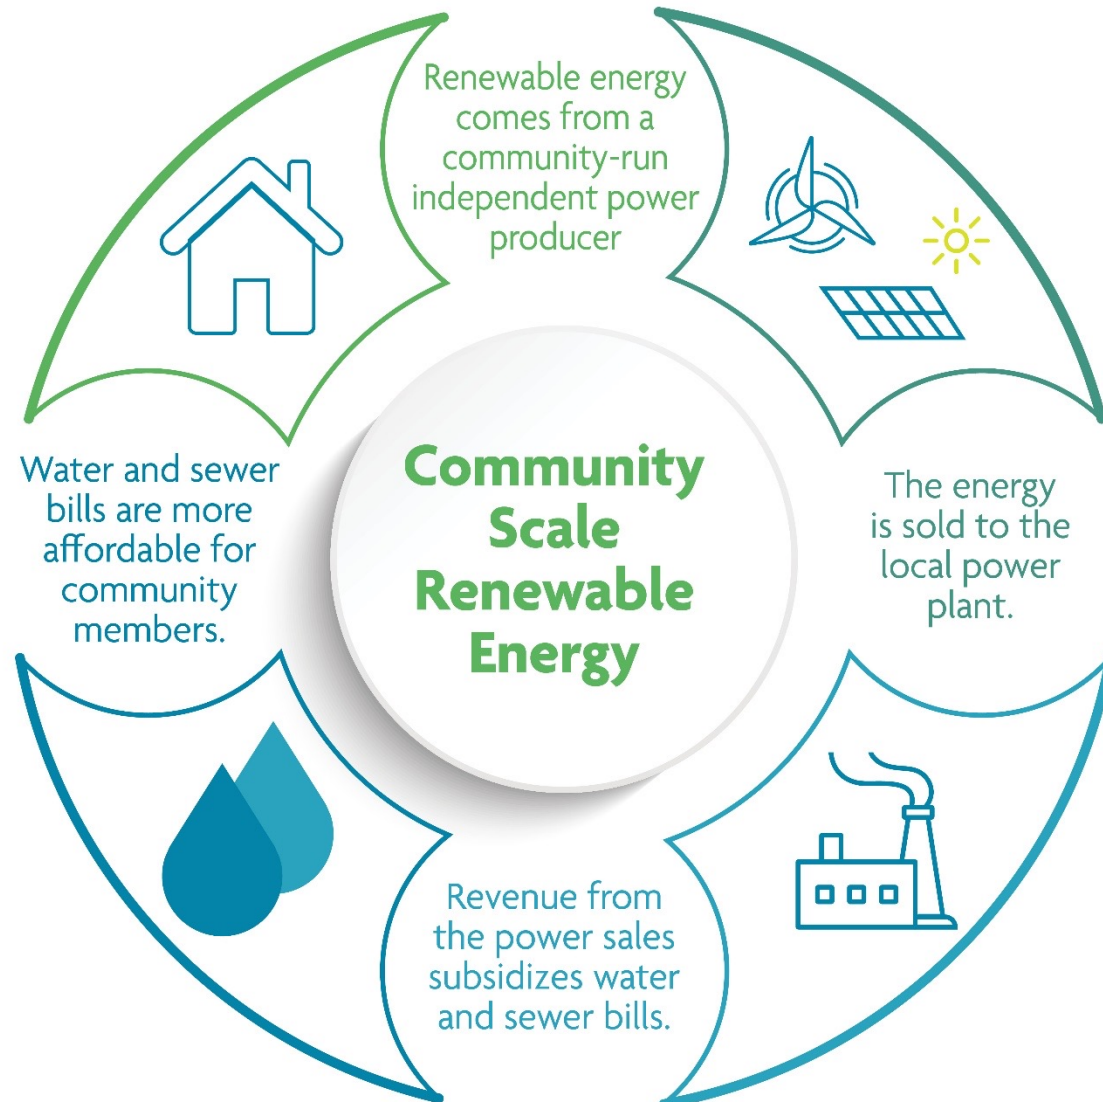 Renewable energy
comes from a
community-run
independent power
producer
Community
Scale
Renewable
Energy
The energy
is sold to the
local power
plant.
Revenue from
the power sales
subsidizes water
and sewer bills.
Water and sewer
bills are more
affordable for
community
members.